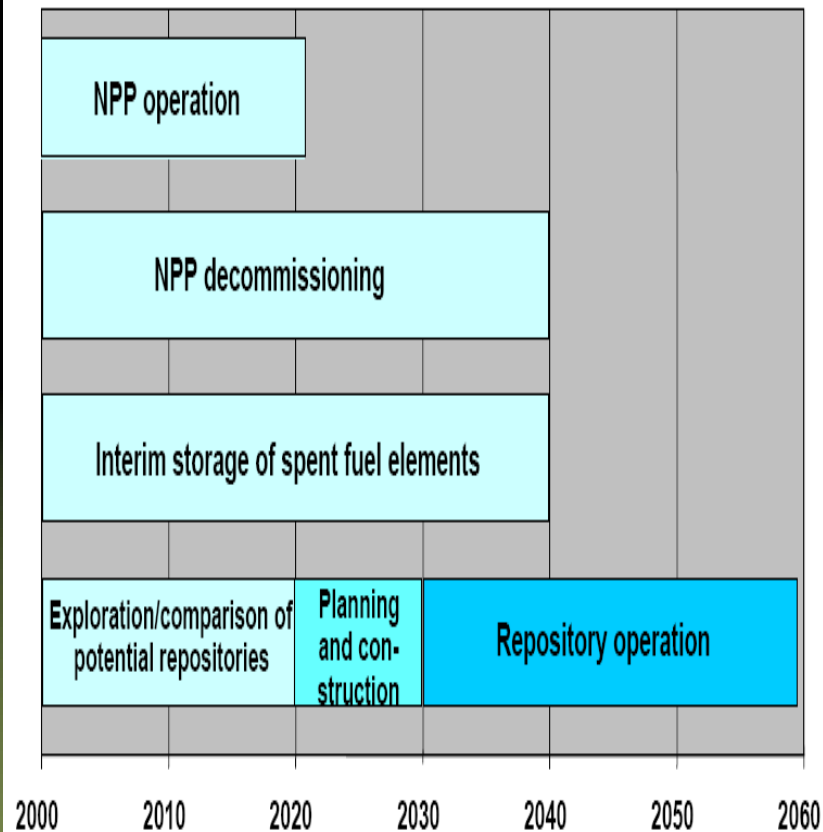 NPP operation
NPP decommissioning
Interim storage of spent fuel elements
Exploration/comparison of
potential repositories
Planning
and con-
struction
Repository operation
2000 2010 2020 2030 2040 2050 2060